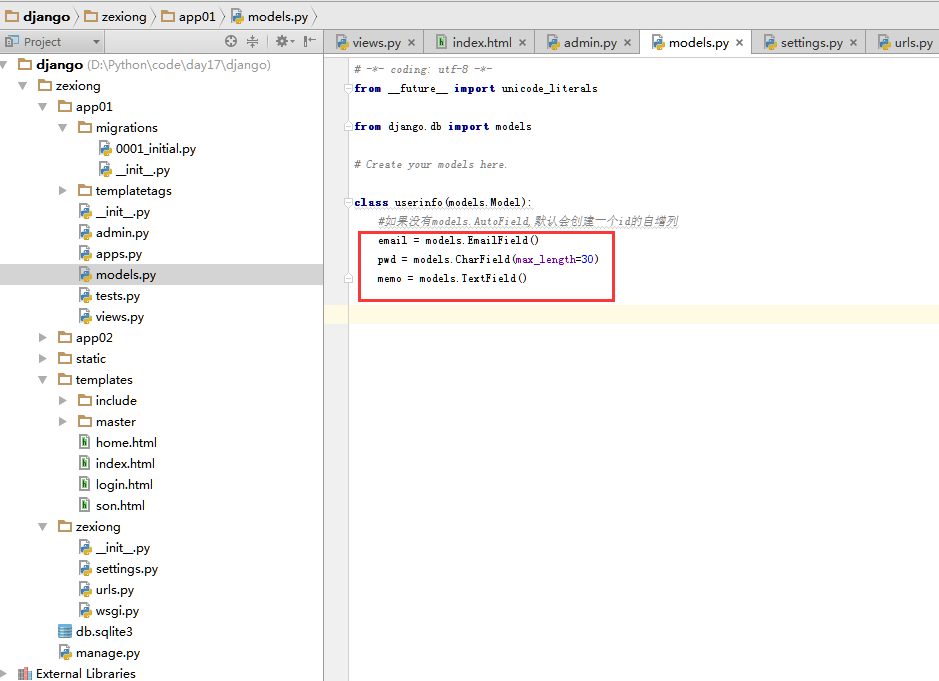 django zexiong app01 models.py
Project
views.py index.html admin.py models.py settings.py urls.py
django (D:\Python\code\day17\django)
zexiong
app01
migrations
0001_initial.py
__init__.py
templatetags
__init__.py
admin.py
apps.py
models.py
tests.py
views.py
app02
static
templates
include
master
home.html
index.html
login.html
son.html
zexiong
__init__.py
settings.py
urls.py
wsgi.py
db.sqlite3
manage.py
External Libraries
# -*- coding: utf-8 -*-
from __future__ import unicode_literals
from django.db import models
# Create your models here.
class userinfo(models.Model):
#如果没有models.AutoField,默认会创建一个id的自增列
email = models.EmailField()
pwd = models.CharField(max_length=30)
memo = models.TextField()